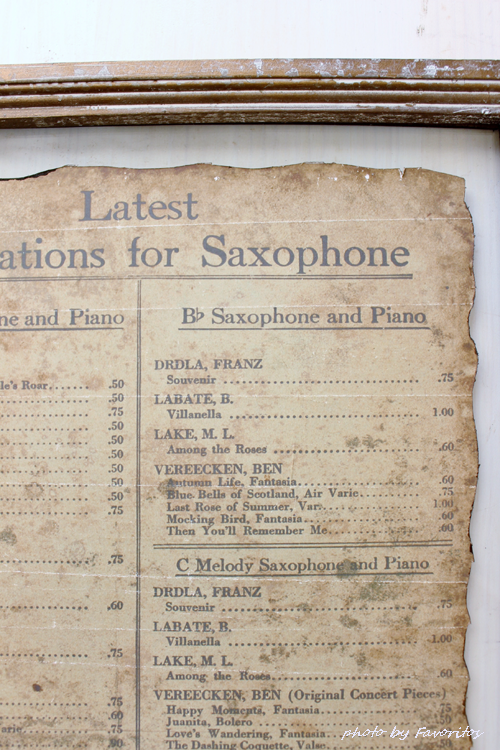 Latest
ations for Saxophone
ne and Piano
le's Roar...... .50
.50
.75
.50
.50
.50
.50
.75
.75
.60
.75
.75
B♭ Saxophone and Piano
DRDLA, FRANZ
Souvenir .75
LABATE, B.
Villanella 1.00
LAKE, M. L.
Among the Roses .60
VEREECKEN, BEN
Autumn Life, Fantasia .60
Blue Bells of Scotland, Air Varie .75
Last Rose of Summer, Var. 1.00
Mocking Bird, Fantasia .60
Then You'll Remember Me .60
C Melody Saxophone and Piano
DRDLA, FRANZ
Souvenir .75
LABATE, B.
Villanella 1.00
LAKE, M. L.
Among the Roses .60
VEREECKEN, BEN (Original Concert Pieces)
Happy Moments, Fantasia .75
Juanita, Bolero .50
Love's Wandering, Fantasia
The Dashing Coquette, Valse
photo by Favoritos